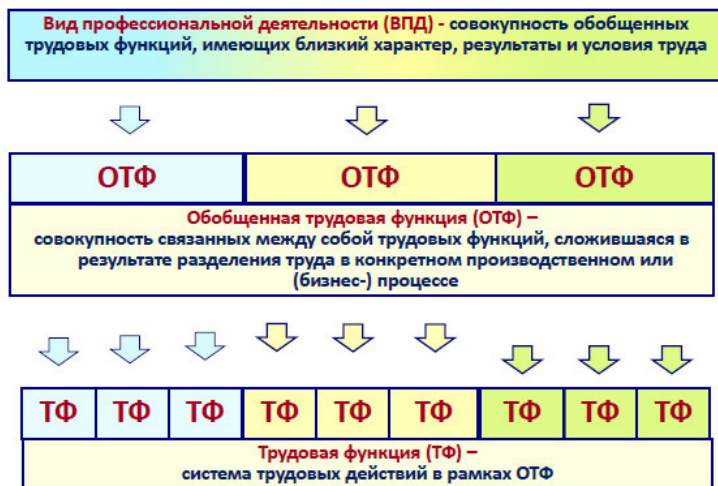 Вид профессиональной деятельности (ВПД) - совокупность обобщенных
трудовых функций, имеющих близкий характер, результаты и условия труда
ОТФ ОТФ ОТФ
Обобщенная трудовая функция (ОТФ) –
совокупность связанных между собой трудовых функций, сложившаяся в
результате разделения труда в конкретном производственном или
(бизнес-) процессе
ТФ ТФ ТФ ТФ ТФ ТФ ТФ ТФ ТФ
Трудовая функция (ТФ) –
система трудовых действий в рамках ОТФ